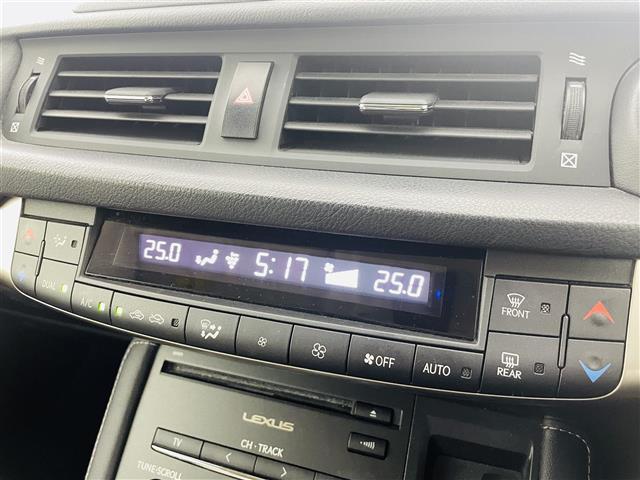 25.0 5:17 25.0
FRONT
DUAL
A/C
OFF
AUTO
REAR
LEXUS
TV
CH · TRACK
TUNE·SCROLL